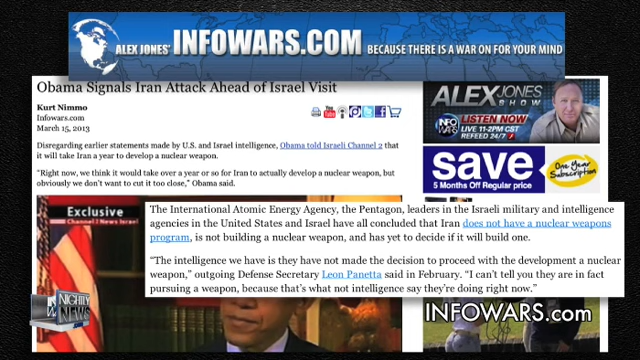 ALEX JONES' INFOWARS.COM BECAUSE THERE IS A WAR ON FOR YOUR MIND
Obama Signals Iran Attack Ahead of Israel Visit
Kurt Nimmo
Infowars.com
March 15, 2013
Disregarding earlier statements made by U.S. and Israel intelligence, Obama told Israeli Channel 2 that
it will take Iran a year to develop a nuclear weapon.
"Right now, we think it would take over a year or so for Iran to actually develop a nuclear weapon, but
obviously we don't want to cut it too close," Obama said.
ALEX JONES
SHOW
INFO
WARS
LISTEN NOW
LIVE 11-2PM CST
REFEED 24/7
save
One Year
Subscription
5 Months Off Regular price
Exclusive
Channel 2 News Israel
The International Atomic Energy Agency, the Pentagon, leaders in the Israeli military and intelligence
agencies in the United States and Israel have all concluded that Iran does not have a nuclear weapons
program, is not building a nuclear weapon, and has yet to decide if it will build one.
"The intelligence we have is they have not made the decision to proceed with the development a nuclear
weapon," outgoing Defense Secretary Leon Panetta said in February. "I can't tell you they are in fact
pursuing a weapon, because that's what not intelligence say they're doing right now."
NIGHTLY
NEWS
INFOWARS.com